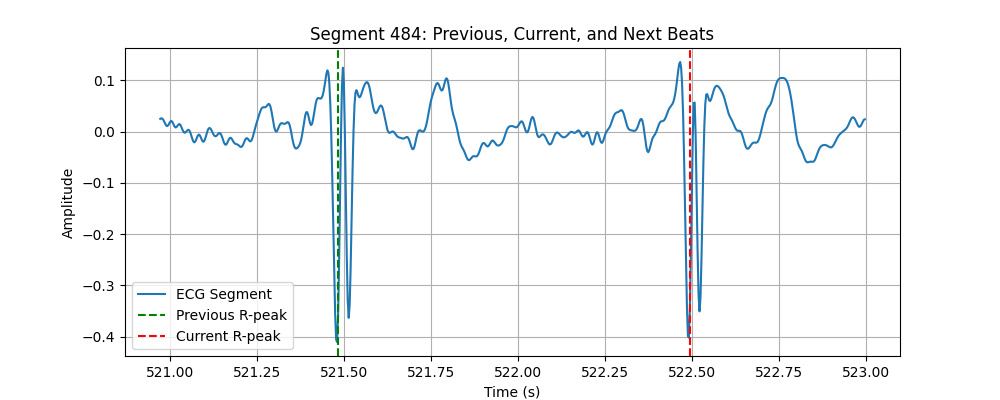 Segment 484: Previous, Current, and Next Beats
0.1
0.0
−0.1
−0.2
−0.3
−0.4
Amplitude
ECG Segment
Previous R-peak
Current R-peak
521.00 521.25 521.50 521.75 522.00 522.25 522.50 522.75 523.00
Time (s)